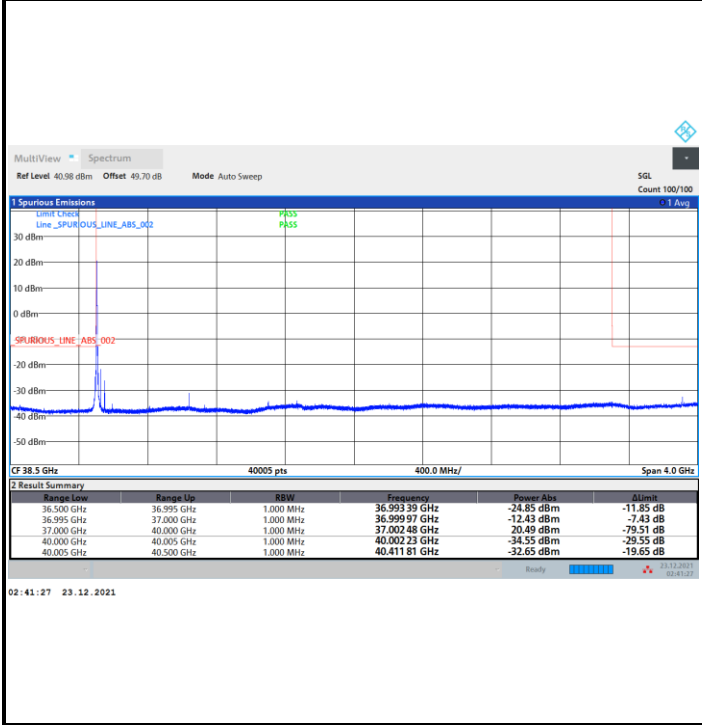 MultiView Spectrum
Ref Level 40.98 dBm Offset 49.70 dB Mode Auto Sweep SGL
Count 100/100
1 Spurious Emissions 1 Avg
Limit Check PASS
Line _SPURIOUS_LINE_ABS_002 PASS
30 dBm
20 dBm
10 dBm
0 dBm
_SPURIOUS_LINE_ABS_002
-20 dBm
-30 dBm
-40 dBm
-50 dBm
CF 38.5 GHz 40005 pts 400.0 MHz/ Span 4.0 GHz
2 Result Summary
Range Low Range Up RBW Frequency Power Abs ΔLimit
36.500 GHz 36.995 GHz 1.000 MHz 36.993 39 GHz -24.85 dBm -11.85 dB
36.995 GHz 37.000 GHz 1.000 MHz 36.999 97 GHz -12.43 dBm -7.43 dB
37.000 GHz 40.000 GHz 1.000 MHz 37.002 48 GHz 20.49 dBm -79.51 dB
40.000 GHz 40.005 GHz 1.000 MHz 40.002 23 GHz -34.55 dBm -29.55 dB
40.005 GHz 40.500 GHz 1.000 MHz 40.411 81 GHz -32.65 dBm -19.65 dB
Ready 23.12.2021
02:41:27
02:41:27 23.12.2021